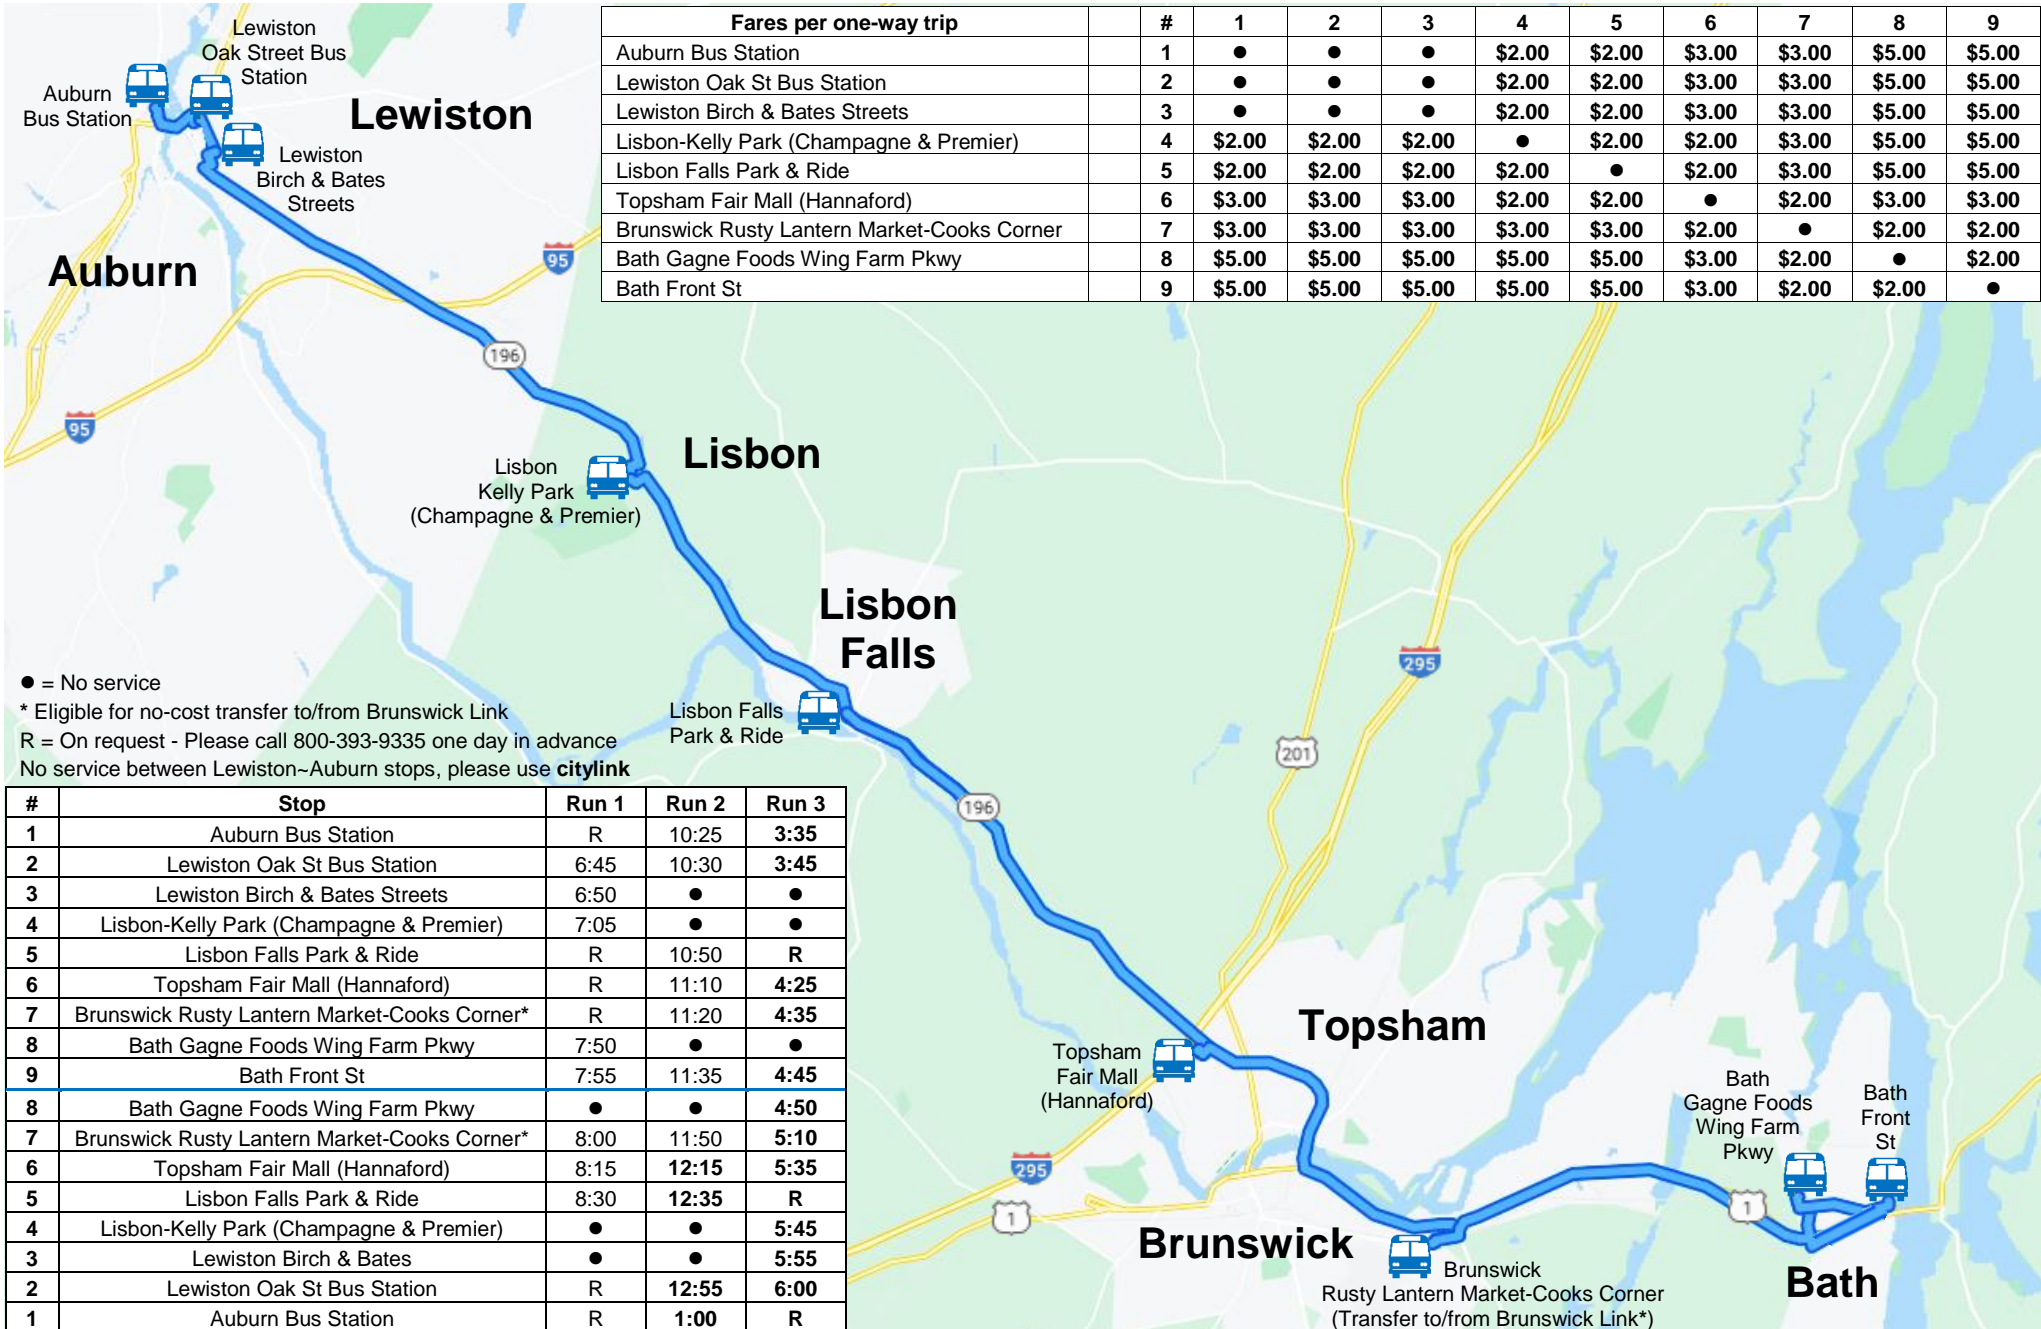 Fares per one-way trip # 1 2 3 4 5 6 7 8 9
Auburn Bus Station 1 ● ● ● $2.00 $2.00 $3.00 $3.00 $5.00 $5.00
Lewiston Oak St Bus Station 2 ● ● ● $2.00 $2.00 $3.00 $3.00 $5.00 $5.00
Lewiston Birch & Bates Streets 3 ● ● ● $2.00 $2.00 $3.00 $3.00 $5.00 $5.00
Lisbon-Kelly Park (Champagne & Premier) 4 $2.00 $2.00 $2.00 ● $2.00 $2.00 $3.00 $5.00 $5.00
Lisbon Falls Park & Ride 5 $2.00 $2.00 $2.00 $2.00 ● $2.00 $3.00 $5.00 $5.00
Topsham Fair Mall (Hannaford) 6 $3.00 $3.00 $3.00 $2.00 $2.00 ● $2.00 $3.00 $3.00
Brunswick Rusty Lantern Market-Cooks Corner 7 $3.00 $3.00 $3.00 $3.00 $3.00 $2.00 ● $2.00 $2.00
Bath Gagne Foods Wing Farm Pkwy 8 $5.00 $5.00 $5.00 $5.00 $5.00 $3.00 $2.00 ● $2.00
Bath Front St 9 $5.00 $5.00 $5.00 $5.00 $5.00 $3.00 $2.00 $2.00 ●
Lewiston
Oak Street Bus
Station
Auburn
Bus Station
Lewiston
Lewiston
Birch & Bates
Streets
Auburn
95
95
196
Lisbon
Lisbon
Kelly Park
(Champagne & Premier)
Lisbon
Falls
Lisbon Falls
Park & Ride
295
201
196
● = No service
* Eligible for no-cost transfer to/from Brunswick Link
R = On request - Please call 800-393-9335 one day in advance
No service between Lewiston~Auburn stops, please use citylink
# Stop Run 1 Run 2 Run 3
1 Auburn Bus Station R 10:25 3:35
2 Lewiston Oak St Bus Station 6:45 10:30 3:45
3 Lewiston Birch & Bates Streets 6:50 ● ●
4 Lisbon-Kelly Park (Champagne & Premier) 7:05 ● ●
5 Lisbon Falls Park & Ride R 10:50 R
6 Topsham Fair Mall (Hannaford) R 11:10 4:25
7 Brunswick Rusty Lantern Market-Cooks Corner* R 11:20 4:35
8 Bath Gagne Foods Wing Farm Pkwy 7:50 ● ●
9 Bath Front St 7:55 11:35 4:45
8 Bath Gagne Foods Wing Farm Pkwy ● ● 4:50
7 Brunswick Rusty Lantern Market-Cooks Corner* 8:00 11:50 5:10
6 Topsham Fair Mall (Hannaford) 8:15 12:15 5:35
5 Lisbon Falls Park & Ride 8:30 12:35 R
4 Lisbon-Kelly Park (Champagne & Premier) ● ● 5:45
3 Lewiston Birch & Bates ● ● 5:55
2 Lewiston Oak St Bus Station R 12:55 6:00
1 Auburn Bus Station R 1:00 R
Topsham
Topsham
Fair Mall
(Hannaford)
295
1
Brunswick
Brunswick
Rusty Lantern Market-Cooks Corner
(Transfer to/from Brunswick Link*)
Bath
Gagne Foods
Wing Farm
Pkwy
Bath
Front
St
1
Bath